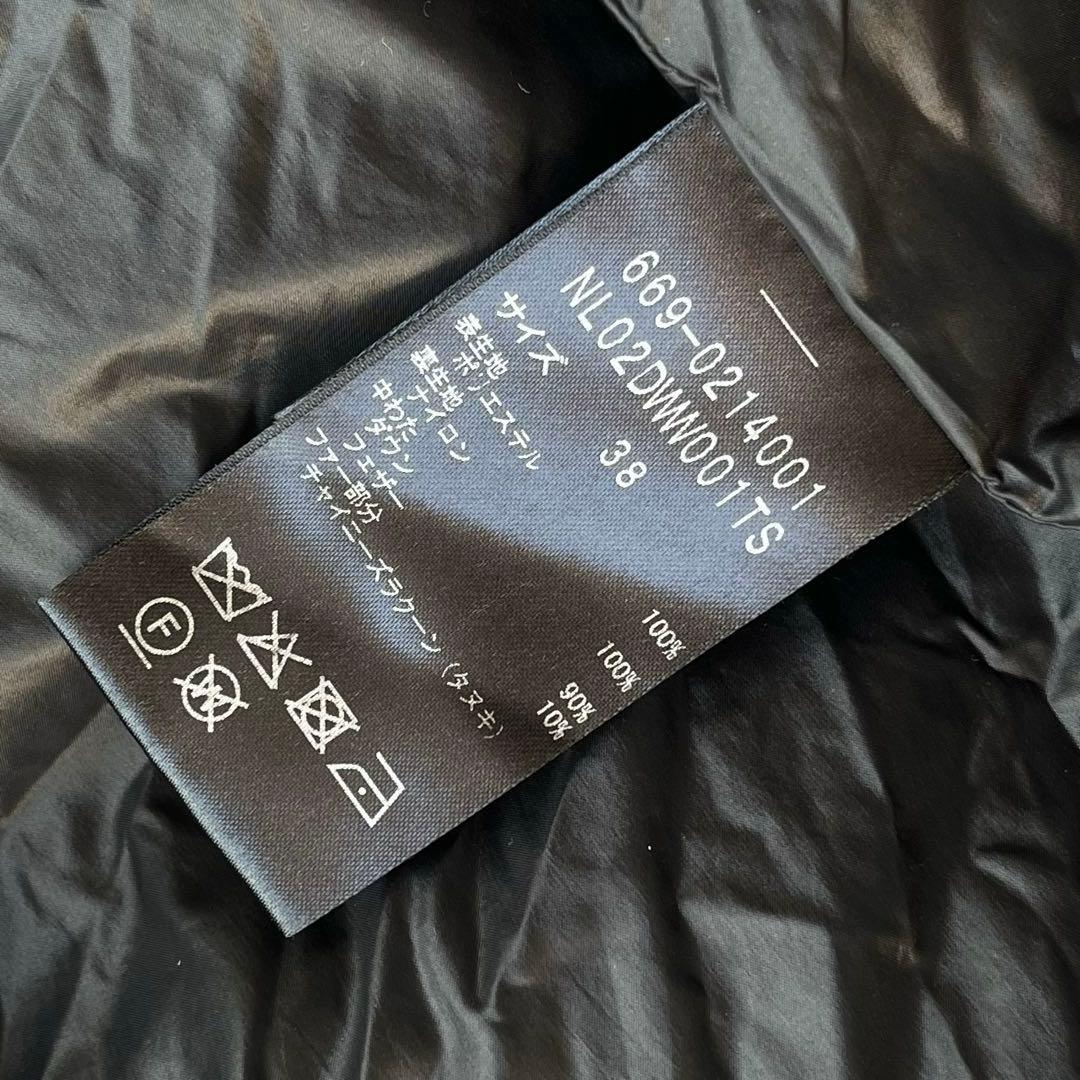 669-0214001
NL02DWW001TS
サイズ 38
表生地
ポリエステル 100%
裏生地
ナイロン 100%
中わた
ダウン 90%
フェザー 10%
ファー部分
チャイニーズラクーン(タヌキ)
F
W